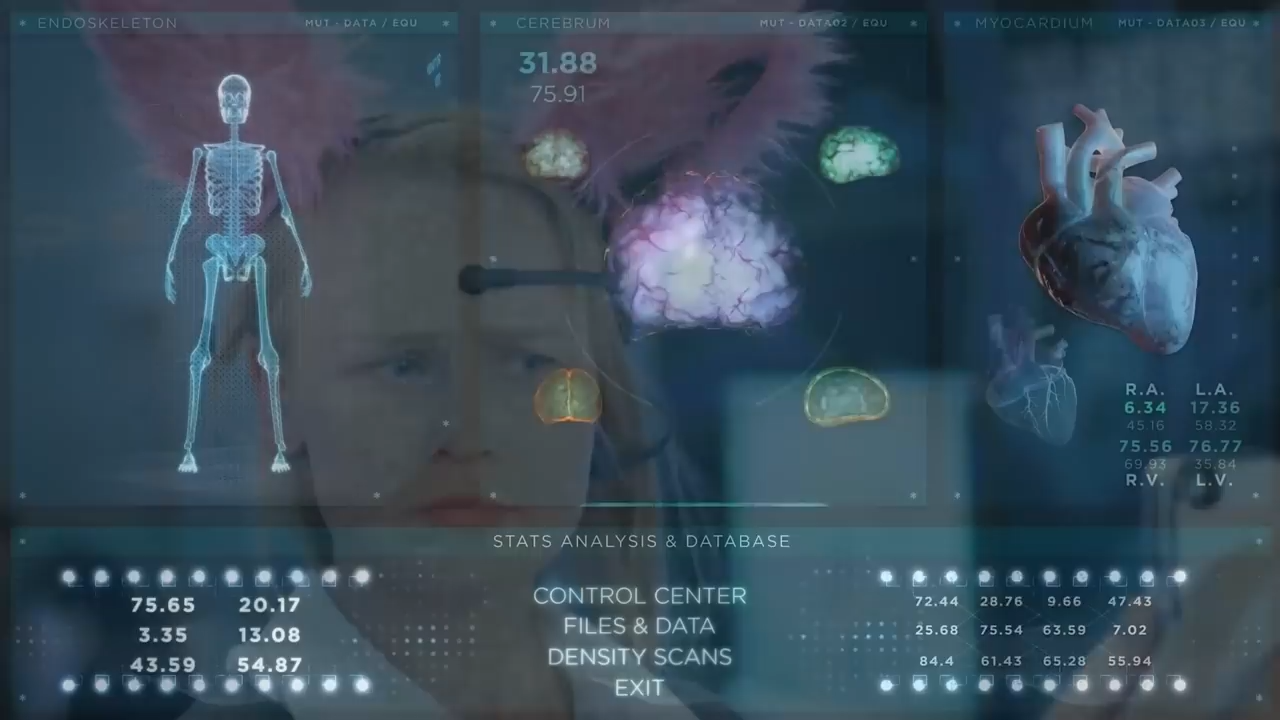 ENDOSKELETON MUT - DATA / EQU
CEREBRUM MUT - DATA02 / EQU
MYOCARDIUM MUT - DATA03 / EQU
31.88
75.91
R.A. L.A.
6.34 17.36
45.16 58.32
75.56 76.77
69.93 35.84
R.V. L.V.
STATS ANALYSIS & DATABASE
75.65 20.17
3.35 13.08
43.59 54.87
CONTROL CENTER
FILES & DATA
DENSITY SCANS
EXIT
72.44 28.76 9.66 47.43
25.68 75.54 63.59 7.02
84.4 61.43 65.28 55.94